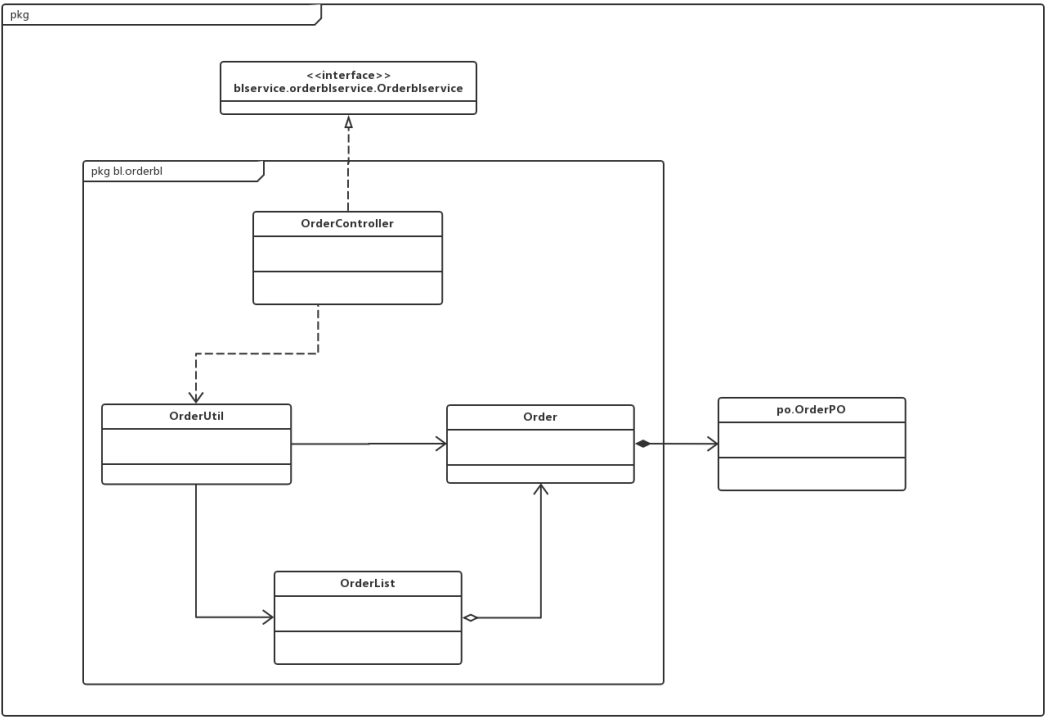 pkg
<<interface>>
blservice.orderblservice.Orderblservice
pkg bl.orderbl
OrderController
OrderUtil
Order
po.OrderPO
OrderList